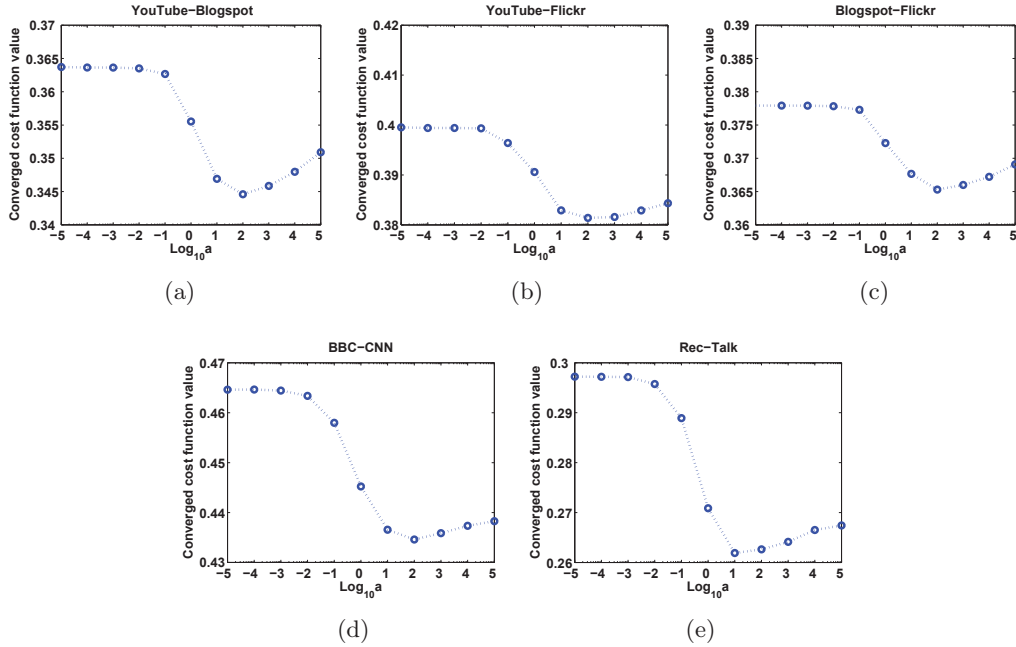 YouTube−Blogspot
Converged cost function value
0.37
0.365
0.36
0.355
0.35
0.345
0.34
−5 −4 −3 −2 −1 0 1 2 3 4 5
Log10a
(a)
YouTube−Flickr
Converged cost function value
0.42
0.41
0.4
0.39
0.38
−5 −4 −3 −2 −1 0 1 2 3 4 5
Log10a
(b)
Blogspot−Flickr
Converged cost function value
0.39
0.385
0.38
0.375
0.37
0.365
0.36
−5 −4 −3 −2 −1 0 1 2 3 4 5
Log10a
(c)
BBC−CNN
Converged cost function value
0.47
0.46
0.45
0.44
0.43
−5 −4 −3 −2 −1 0 1 2 3 4 5
Log10a
(d)
Rec−Talk
Converged cost function value
0.3
0.29
0.28
0.27
0.26
−5 −4 −3 −2 −1 0 1 2 3 4 5
Log10a
(e)